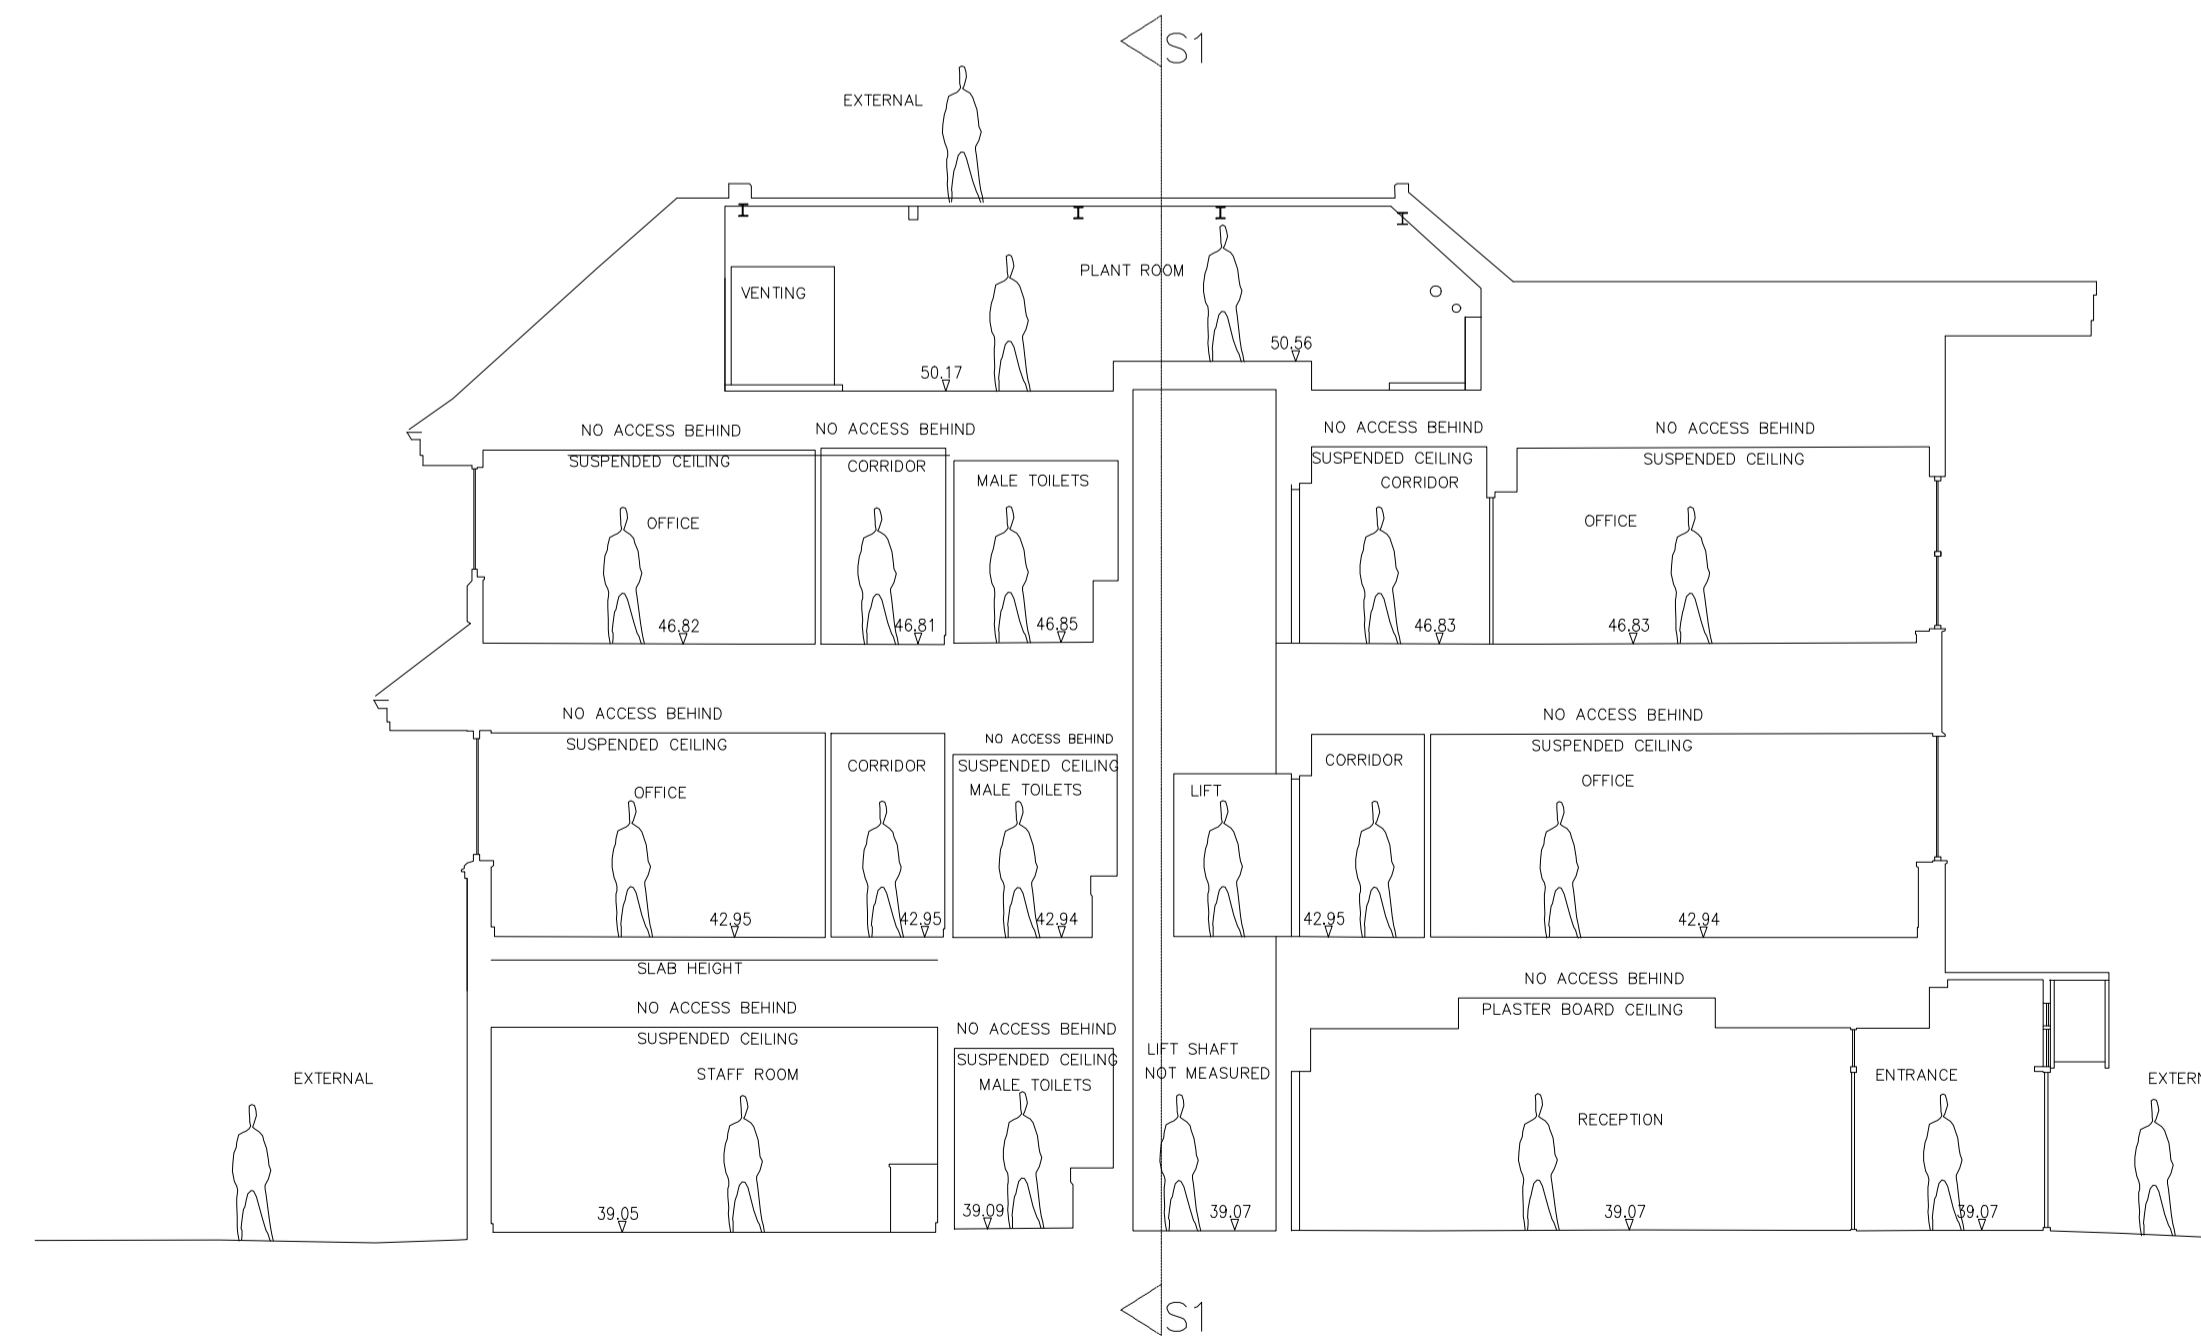 S1
EXTERNAL
PLANT ROOM
VENTING
50.56
50.17
NO ACCESS BEHIND
SUSPENDED CEILING
OFFICE
46.82
NO ACCESS BEHIND
CORRIDOR
46.81
MALE TOILETS
46.85
NO ACCESS BEHIND
SUSPENDED CEILING
CORRIDOR
46.83
NO ACCESS BEHIND
SUSPENDED CEILING
OFFICE
46.83
NO ACCESS BEHIND
SUSPENDED CEILING
OFFICE
42.95
CORRIDOR
42.95
NO ACCESS BEHIND
SUSPENDED CEILING
MALE TOILETS
42.94
LIFT
CORRIDOR
42.95
NO ACCESS BEHIND
SUSPENDED CEILING
OFFICE
42.94
SLAB HEIGHT
EXTERNAL
NO ACCESS BEHIND
SUSPENDED CEILING
STAFF ROOM
39.05
NO ACCESS BEHIND
SUSPENDED CEILING
MALE TOILETS
39.09
LIFT SHAFT
NOT MEASURED
39.07
NO ACCESS BEHIND
PLASTER BOARD CEILING
RECEPTION
39.07
ENTRANCE
39.07
EXTERN
S1